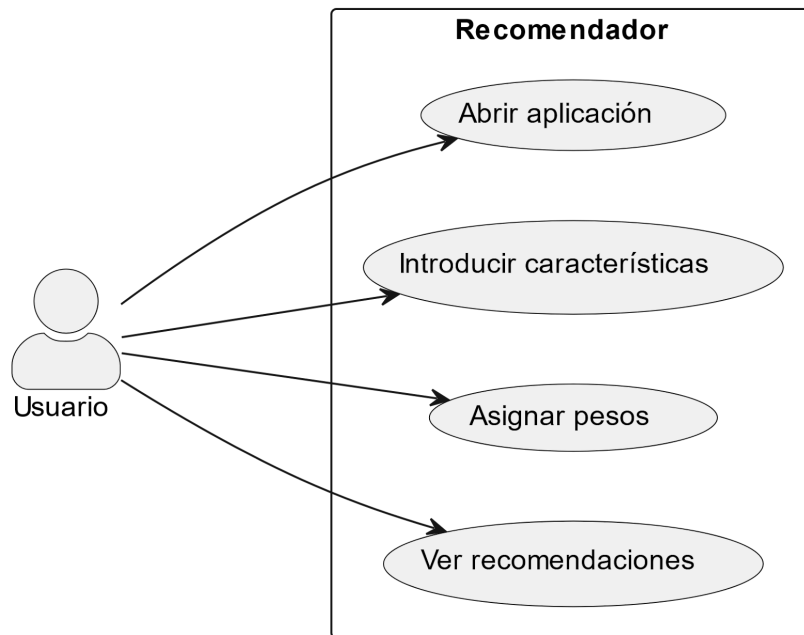 Recomendador
Abrir aplicación
Introducir características
Asignar pesos
Ver recomendaciones
Usuario